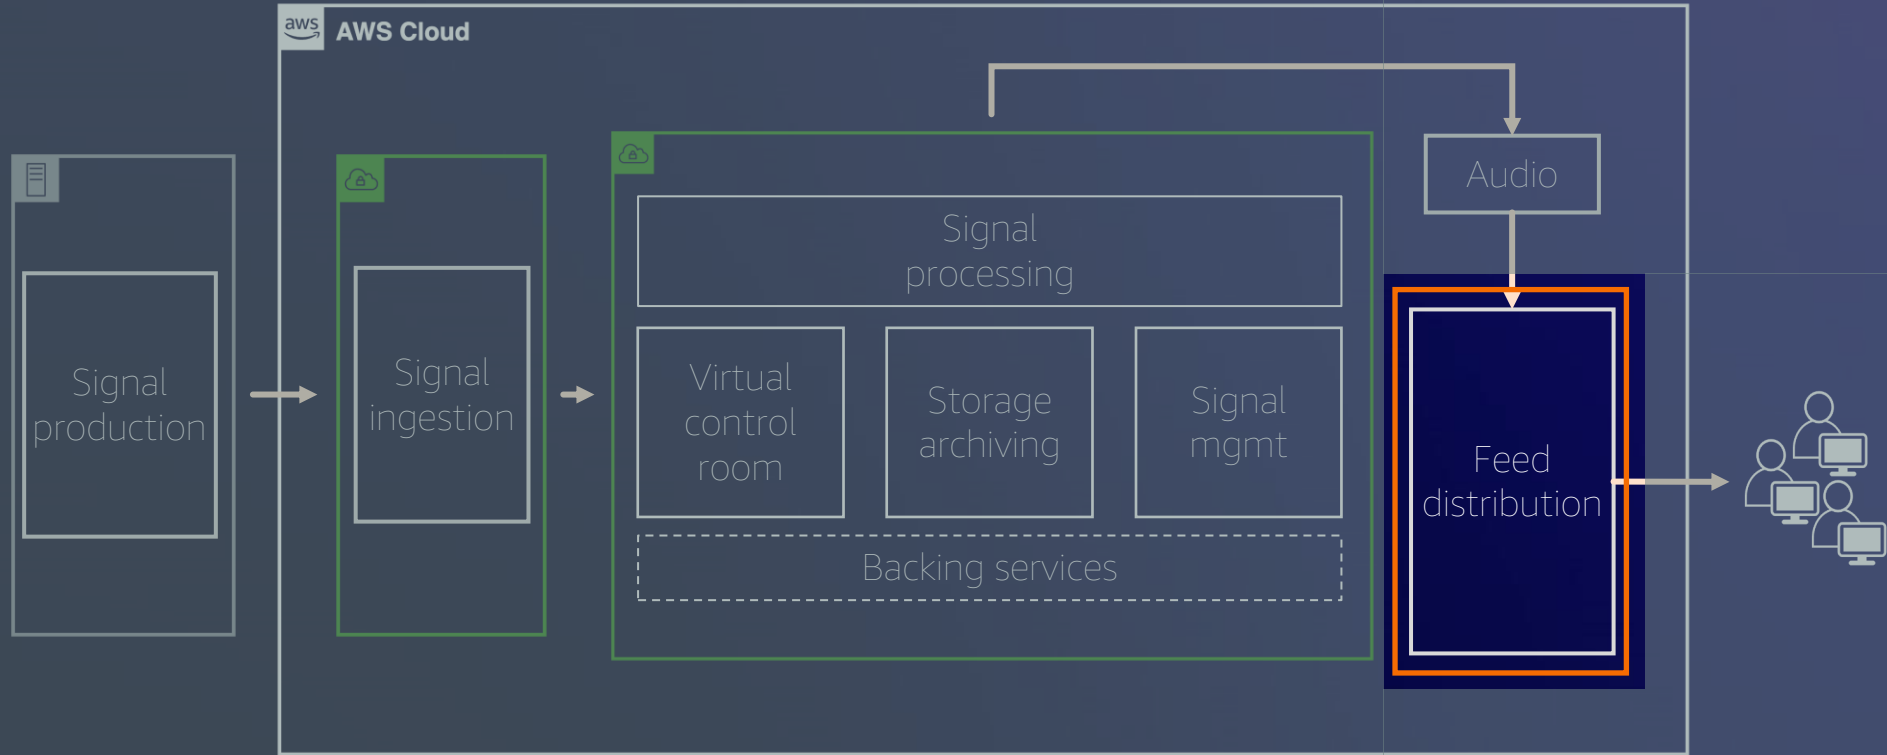 aws
AWS Cloud
Audio
Signal
processing
Signal
production
Signal
ingestion
Virtual
control
room
Storage
archiving
Signal
mgmt
Feed
distribution
Backing services